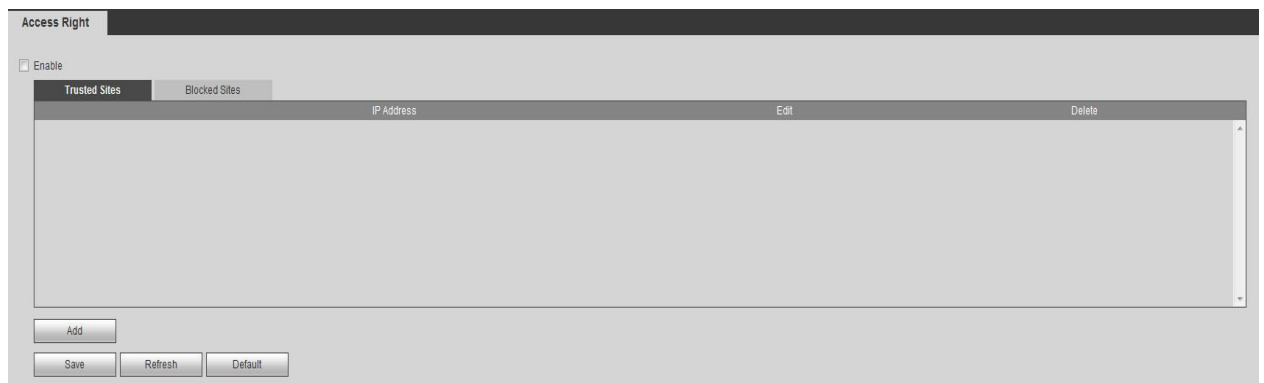 Access Right
Enable
Trusted Sites Blocked Sites
IP Address Edit Delete
Add
Save Refresh Default